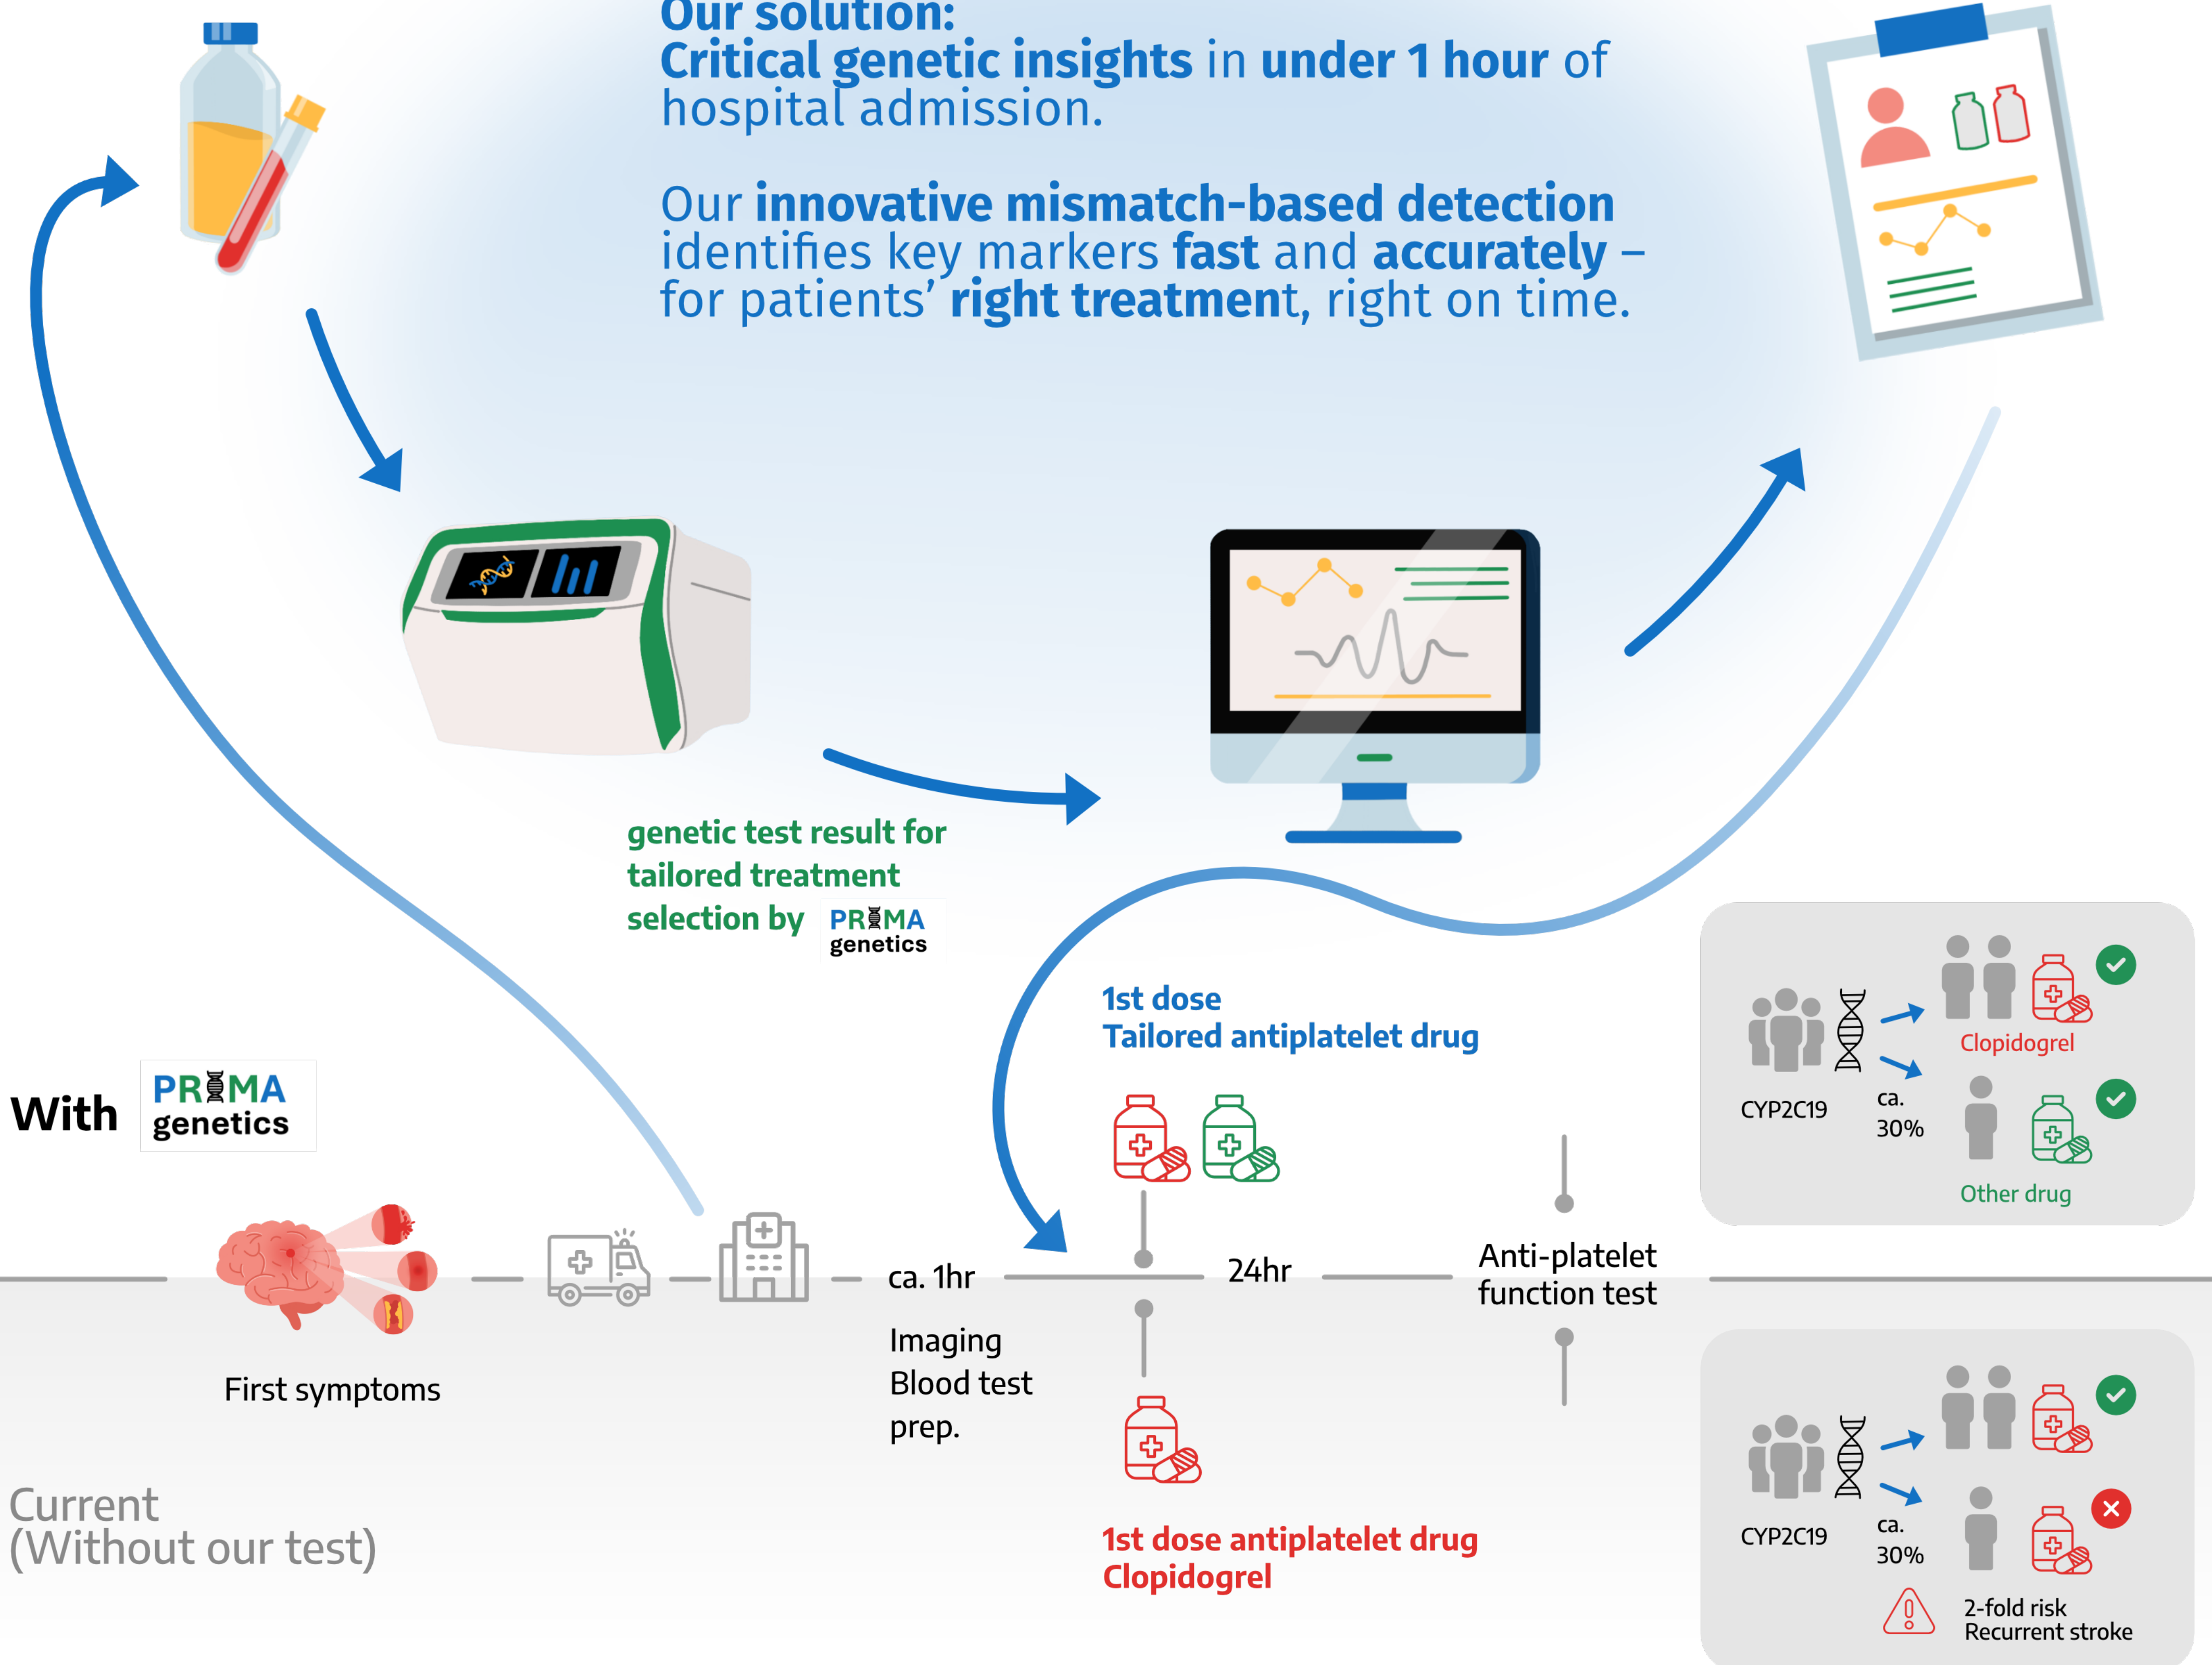 Our solution:
Critical genetic insights in under 1 hour of
hospital admission.
Our innovative mismatch-based detection
identifies key markers fast and accurately –
for patients’ right treatment, right on time.
genetic test result for
tailored treatment
selection by
PRIMA
genetics
1st dose
Tailored antiplatelet drug
With
PRIMA
genetics
ca. 1hr
24hr
Anti-platelet
function test
Imaging
Blood test
prep.
First symptoms
Current
(Without our test)
1st dose antiplatelet drug
Clopidogrel
CYP2C19
ca.
30%
Clopidogrel
Other drug
CYP2C19
ca.
30%
2-fold risk
Recurrent stroke